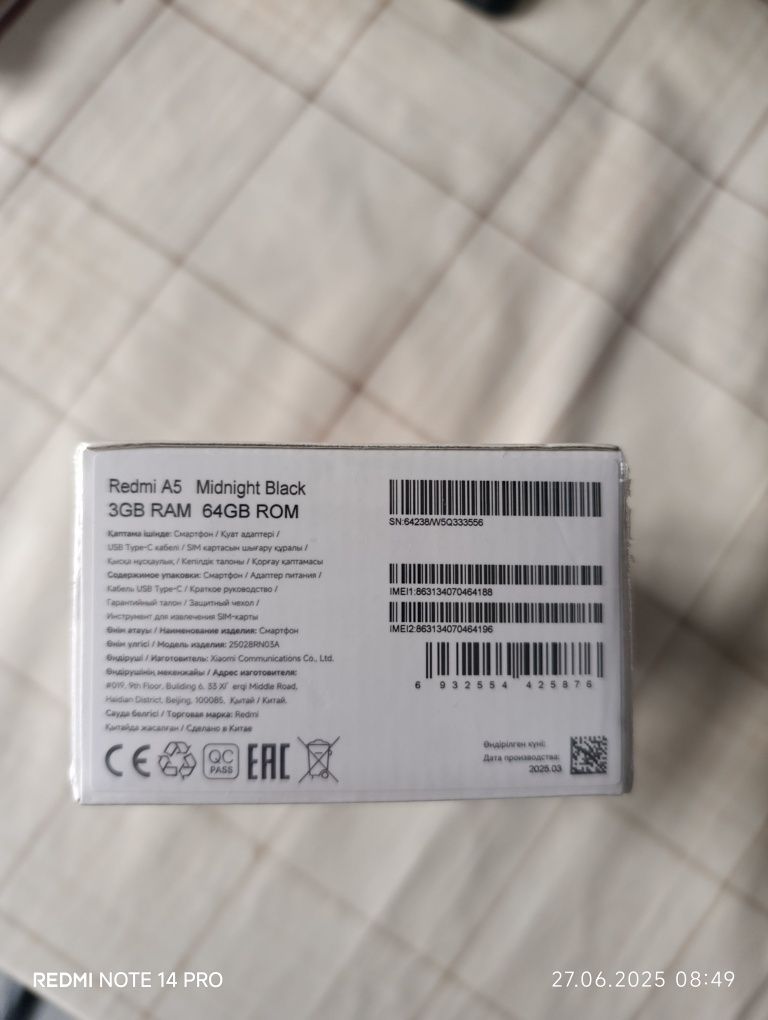 Redmi A5 Midnight Black
3GB RAM 64GB ROM
Қаптама ішінде: Смартфон / Қуат адаптері /
USB Type-C кабелі / SIM картасын шығару құралы /
Қысқа нұсқаулық / Кепілдік талоны / Қорғау қаптамасы
Содержимое упаковки: Смартфон / Адаптер питания /
Кабель USB Type-C / Краткое руководство /
Гарантийный талон / Защитный чехол /
Инструмент для извлечения SIM-карты
Өнім атауы / Наименование изделия: Смартфон
Өнім үлгісі / Модель изделия: 25028RN03A
Өндіруші / Изготовитель: Xiaomi Communications Co., Ltd.
Өндірушінің мекенжайы / Адрес изготовителя:
#019, 9th Floor, Building 6, 33 Xi' erqi Middle Road,
Haidian District, Beijing, 100085, Қытай / Китай.
Сауда белгісі / Торговая марка: Redmi
Қытайда жасалған / Сделано в Китае
CE
QC
PASS
EAC
SN:64238/W5Q333556
IMEI1:863134070464188
IMEI2:863134070464196
6 932554 425876
Өндірілген күні:
Дата производства:
2025.03
REDMI NOTE 14 PRO
27.06.2025 08:49